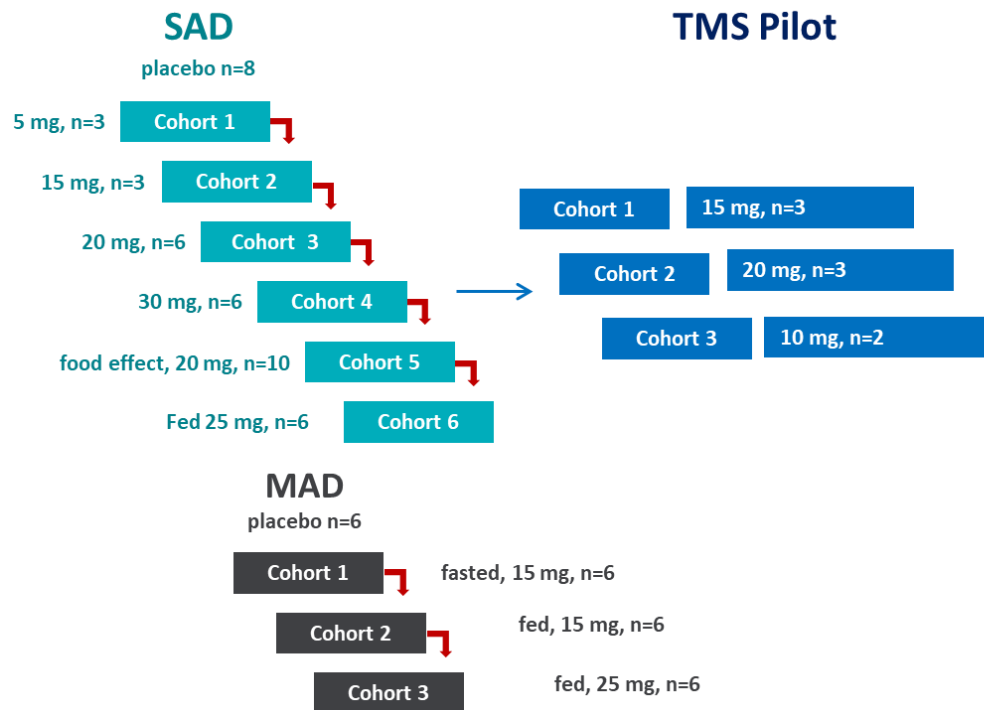 SAD
placebo n=8
5 mg, n=3
Cohort 1
15 mg, n=3
Cohort 2
20 mg, n=6
Cohort 3
30 mg, n=6
Cohort 4
food effect, 20 mg, n=10
Cohort 5
Fed 25 mg, n=6
Cohort 6
TMS Pilot
Cohort 1
15 mg, n=3
Cohort 2
20 mg, n=3
Cohort 3
10 mg, n=2
MAD
placebo n=6
Cohort 1
fasted, 15 mg, n=6
Cohort 2
fed, 15 mg, n=6
Cohort 3
fed, 25 mg, n=6